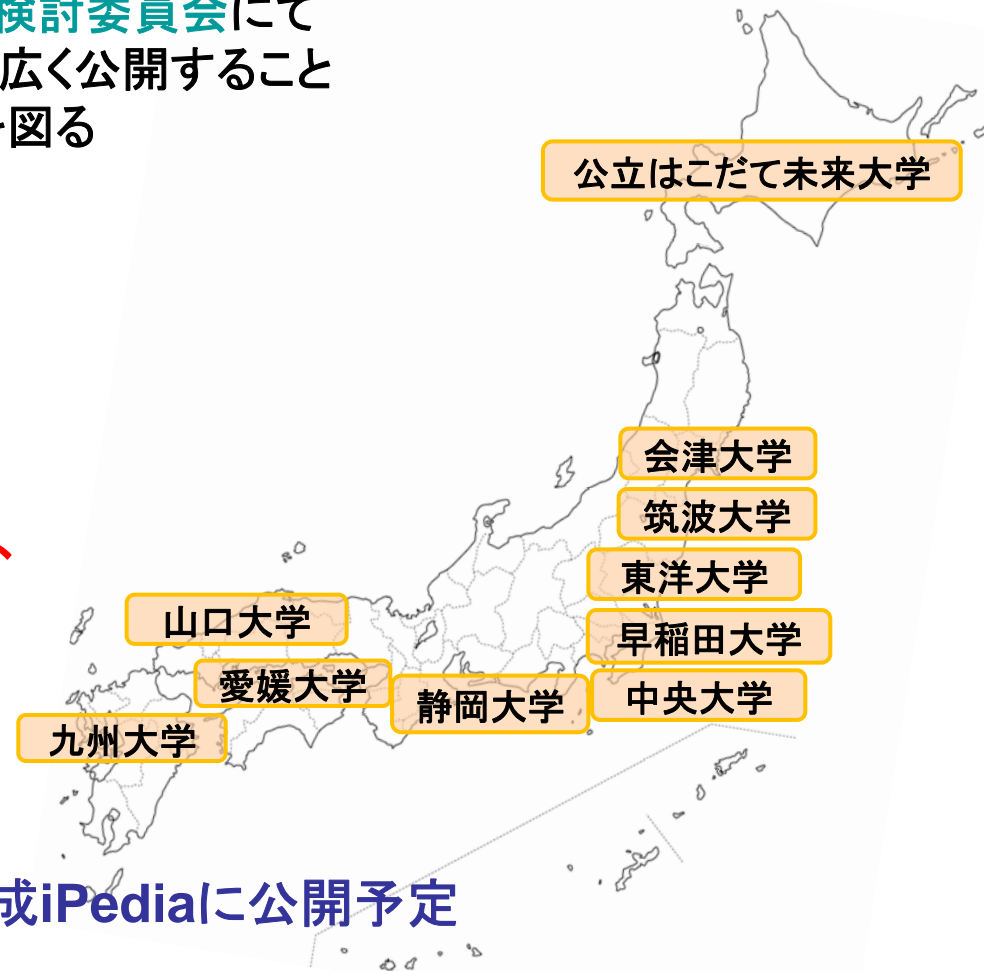 検討委員会にて
広く公開すること
を図る
公立はこだて未来大学
会津大学
筑波大学
東洋大学
山口大学
早稲田大学
愛媛大学
中央大学
静岡大学
九州大学
成iPediaに公開予定